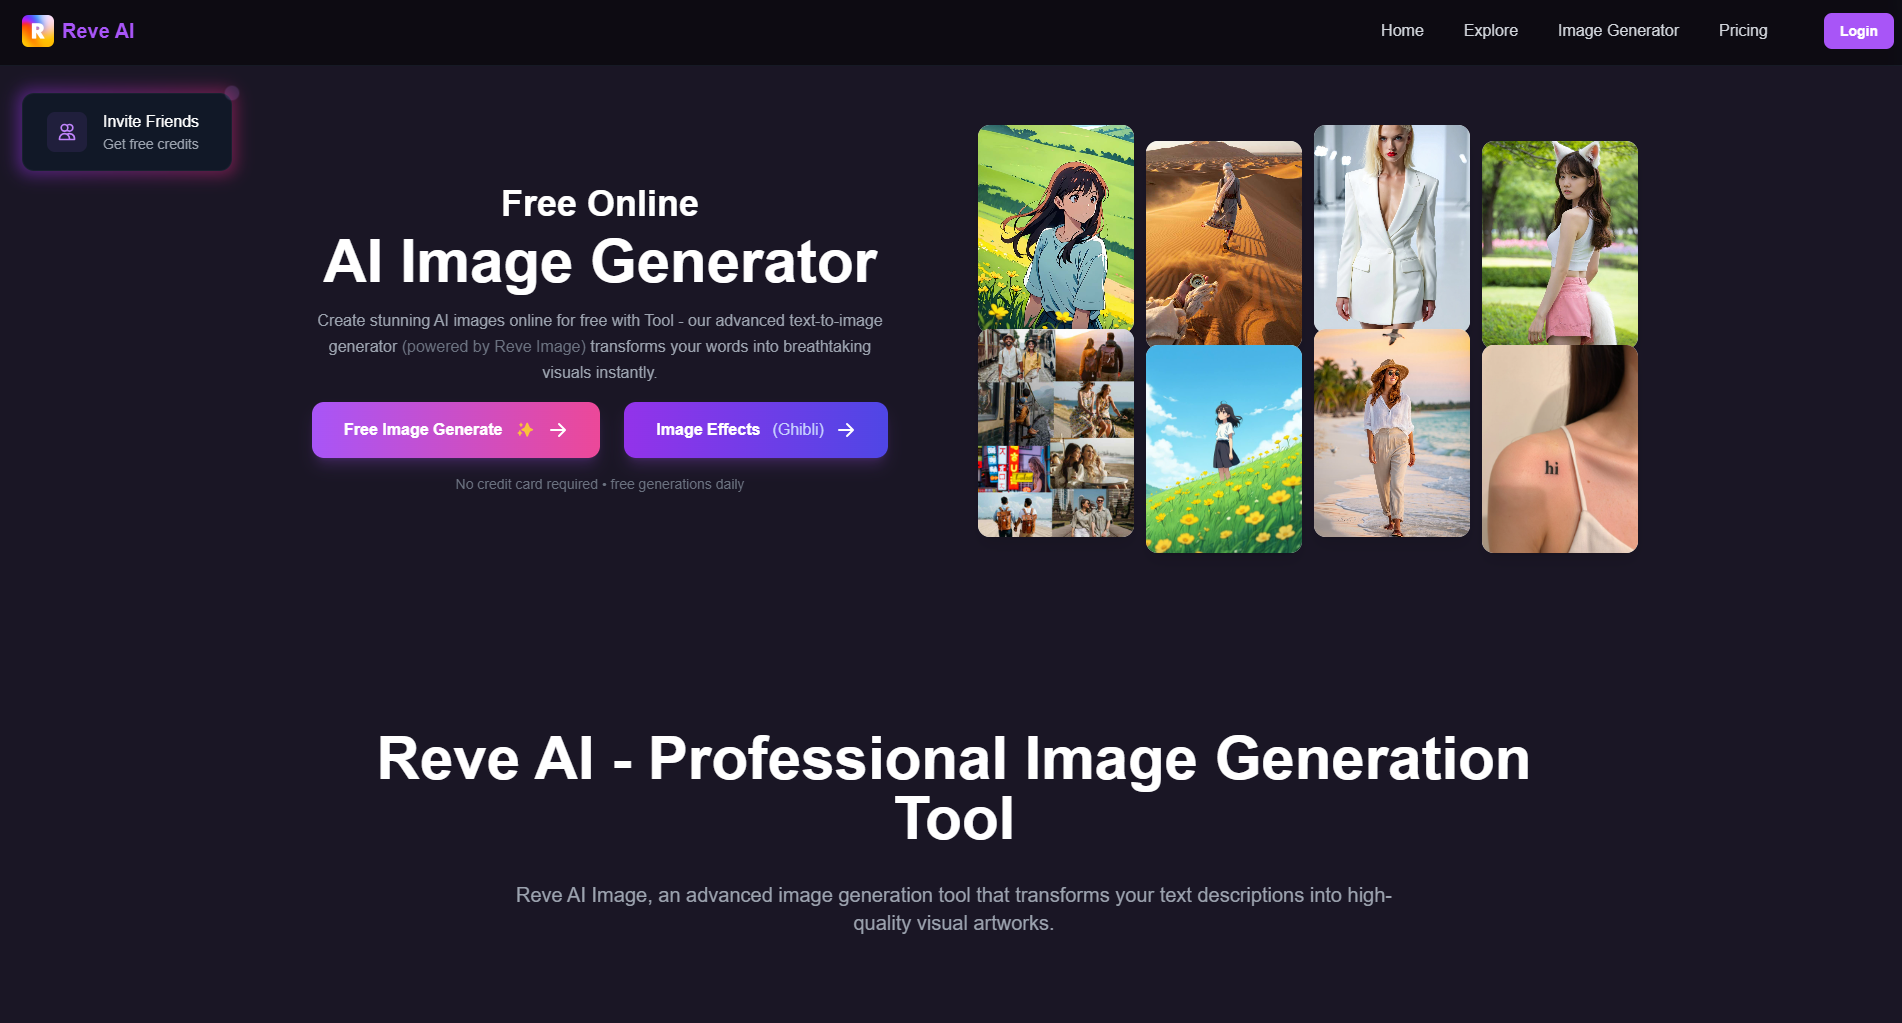 R Reve AI
Home Explore Image Generator Pricing Login
Invite Friends
Get free credits
Free Online
AI Image Generator
Create stunning AI images online for free with Tool - our advanced text-to-image
generator (powered by Reve Image) transforms your words into breathtaking
visuals instantly.
Free Image Generate ✨ →
Image Effects (Ghibli) →
No credit card required • free generations daily
hi
Reve AI - Professional Image Generation
Tool
Reve AI Image, an advanced image generation tool that transforms your text descriptions into high-
quality visual artworks.